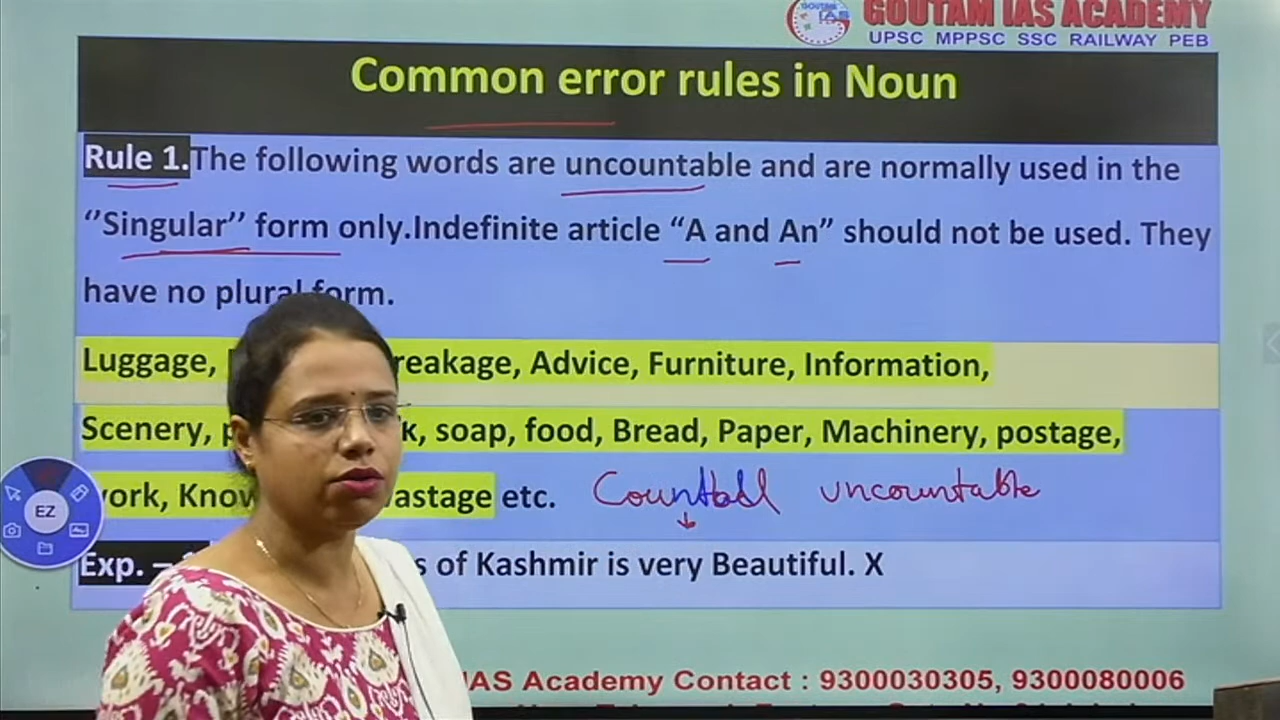 GOUTAM IAS ACADEMY
UPSC MPPSC SSC RAILWAY PEB
Common error rules in Noun
Rule 1.The following words are uncountable and are normally used in the
‘‘Singular’’ form only.Indefinite article “A and An” should not be used. They
have no plural form.
Luggage, reakage, Advice, Furniture, Information,
Scenery, soap, food, Bread, Paper, Machinery, postage,
work, Know astage etc. uncountable
EZ
Exp. – s of Kashmir is very Beautiful. X
IAS Academy Contact : 9300030305, 9300080006